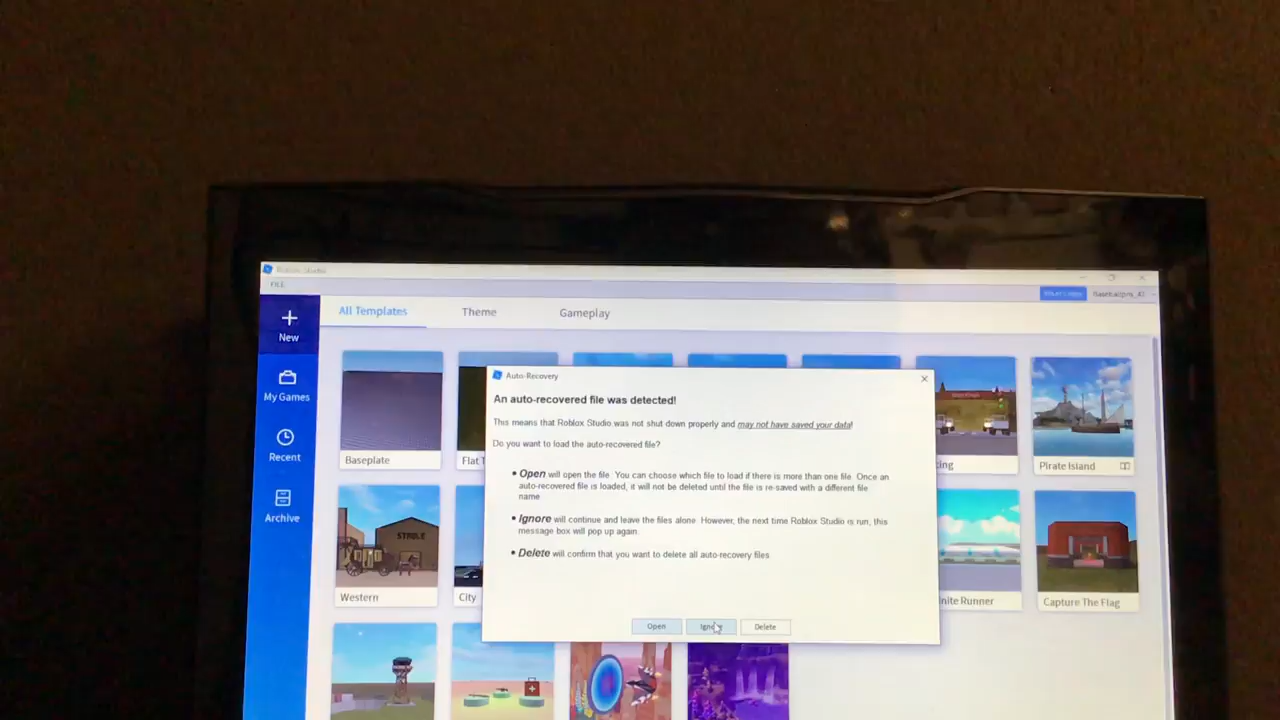 Roblox Studio
FILE
New
My Games
Recent
Archive
All Templates
Theme
Gameplay
Auto-Recovery
An auto-recovered file was detected!
This means that Roblox Studio was not shut down properly and may not have saved your data!
Do you want to load the auto-recovered file?
• Open will open the file. You can choose which file to load if there is more than one file. Once an
auto-recovered file is loaded, it will not be deleted until the file is re-saved with a different file
name.
• Ignore will continue and leave the files alone. However, the next time Roblox Studio is run, this
message box will pop up again.
• Delete will confirm that you want to delete all auto-recovery files
Open
Ignore
Delete
Baseplate
Flat T
cing
Pirate Island
Western
City
nite Runner
Capture The Flag